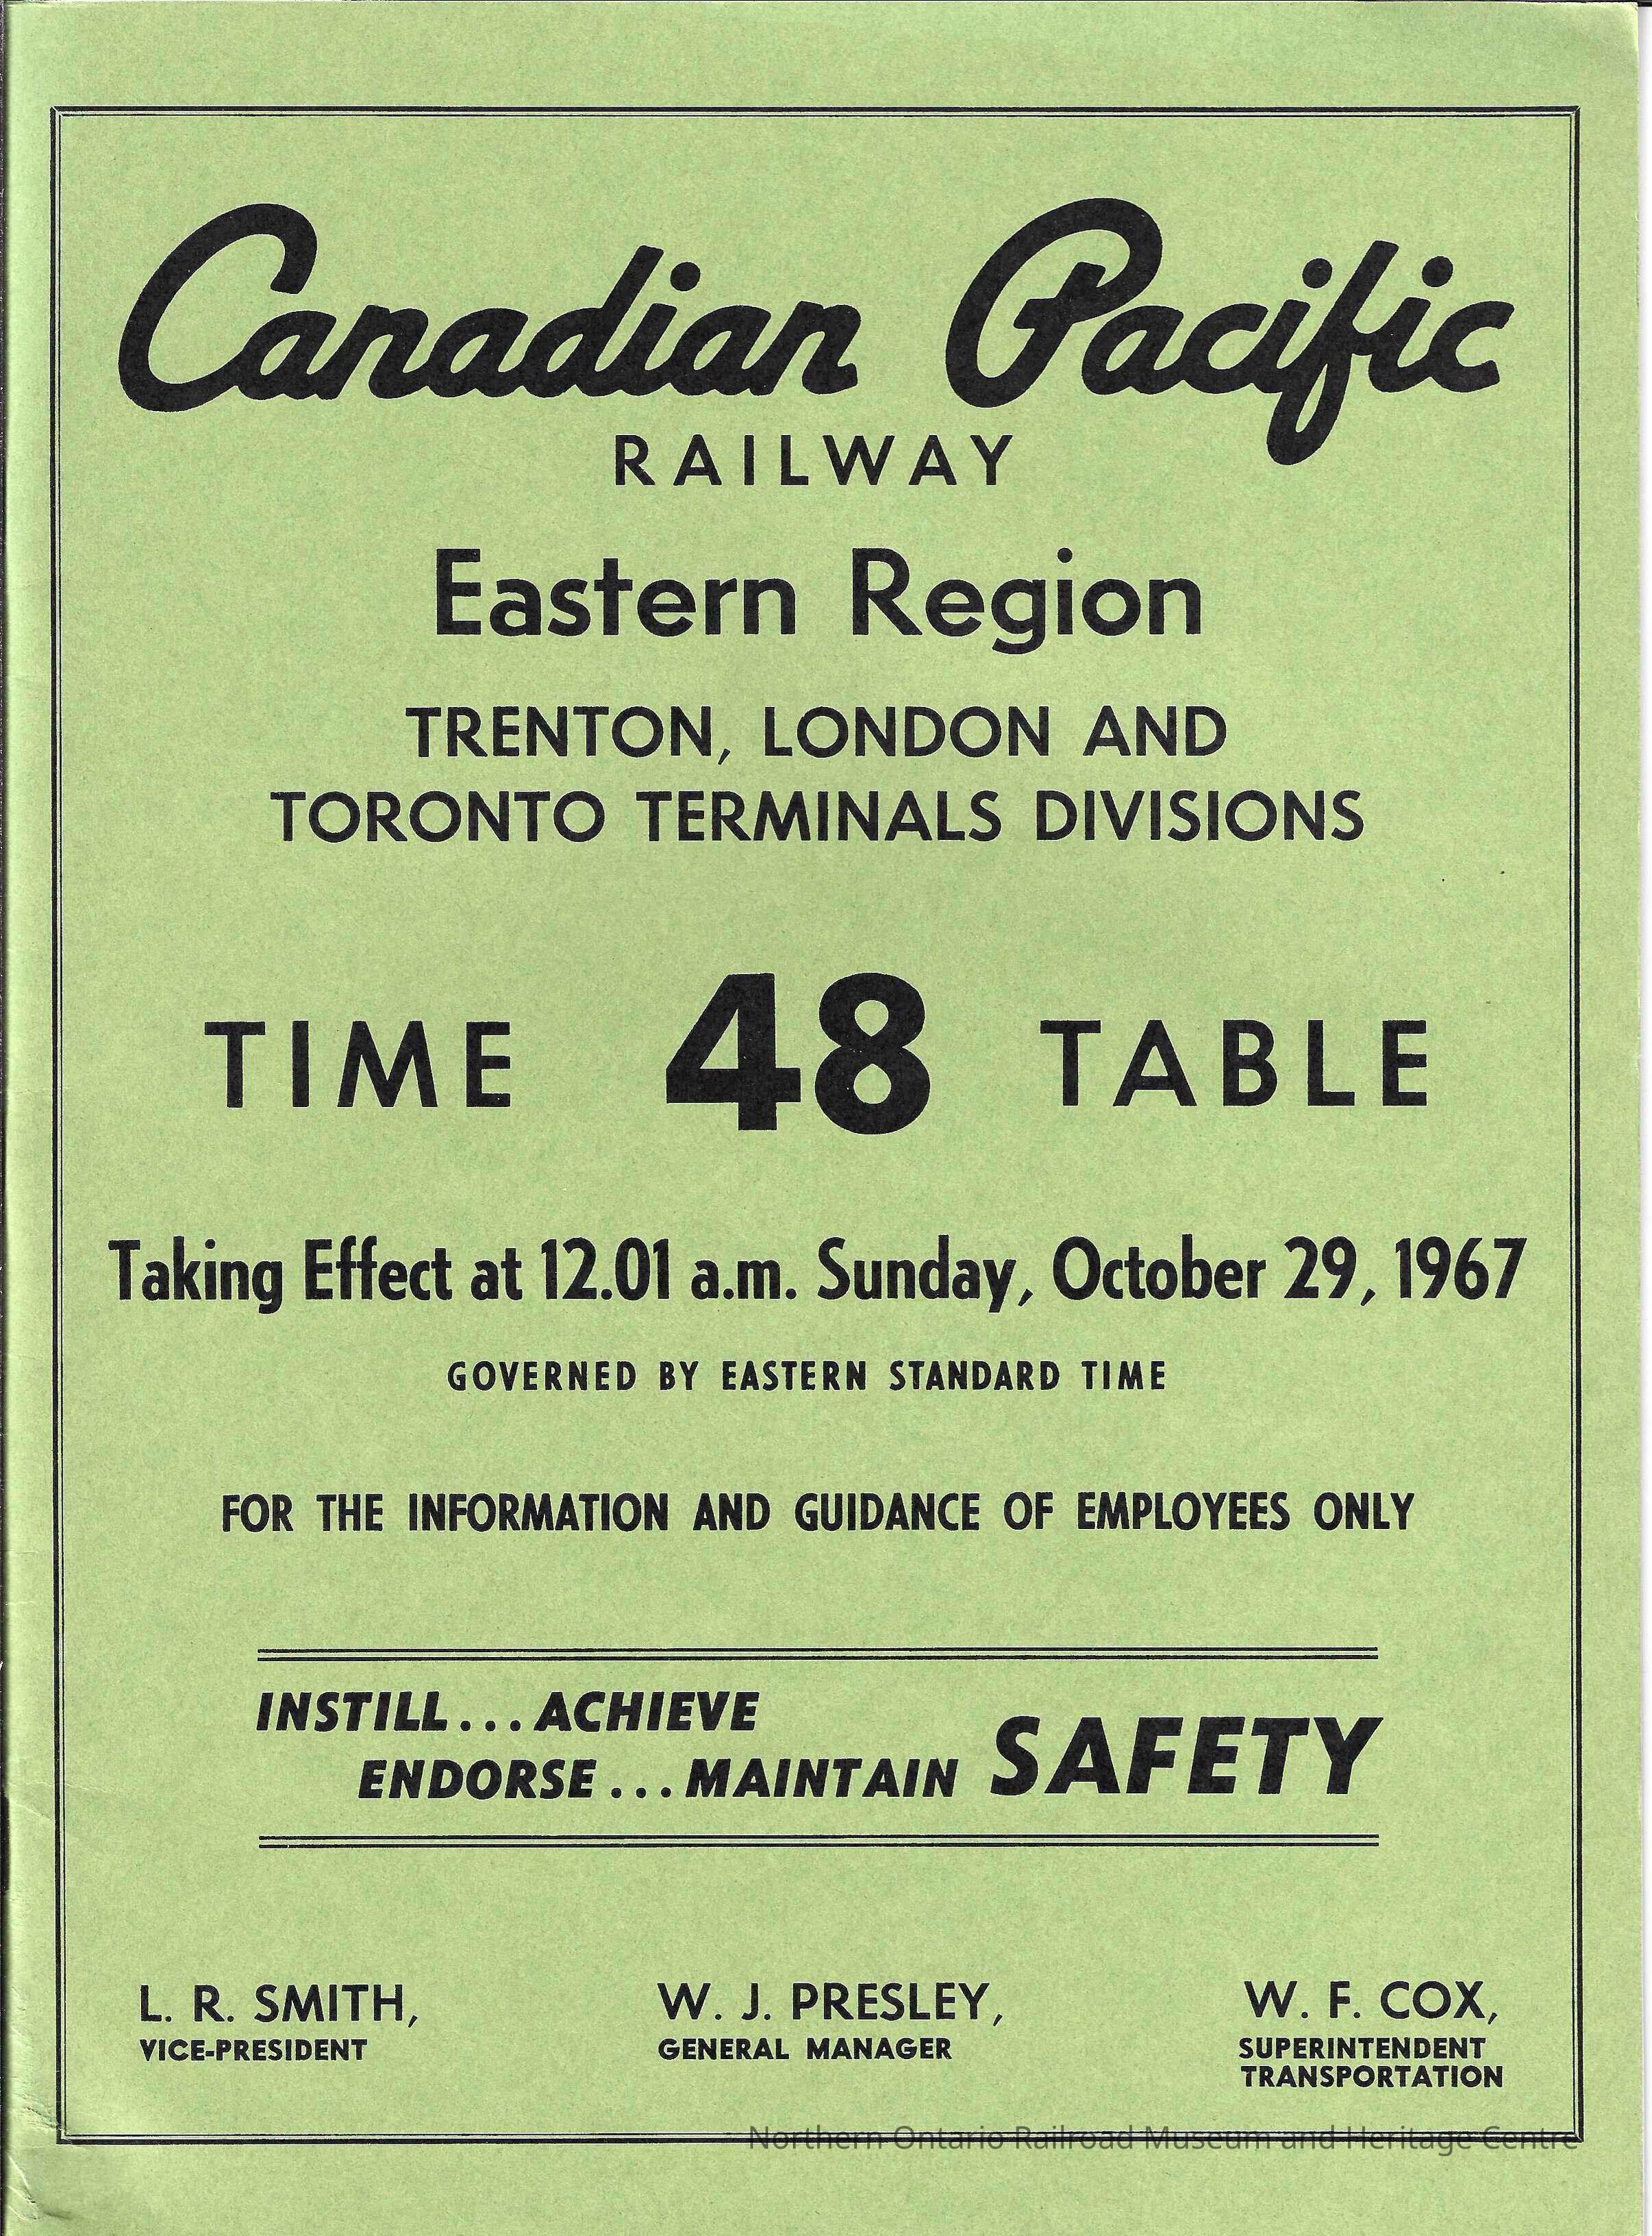 Canadian Pacific
RAILWAY
Eastern Region
TRENTON, LONDON AND
TORONTO TERMINALS DIVISIONS
TIME 48 TABLE
Taking Effect at 12.01 a.m. Sunday, October 29, 1967
GOVERNED BY EASTERN STANDARD TIME
FOR THE INFORMATION AND GUIDANCE OF EMPLOYEES ONLY
INSTILL...ACHIEVE
ENDORSE...MAINTAIN SAFETY
L. R. SMITH, W. J. PRESLEY, W. F. COX,
VICE-PRESIDENT GENERAL MANAGER SUPERINTENDENT
TRANSPORTATION
Northern Ontario Railroad Museum and Heritage Centre